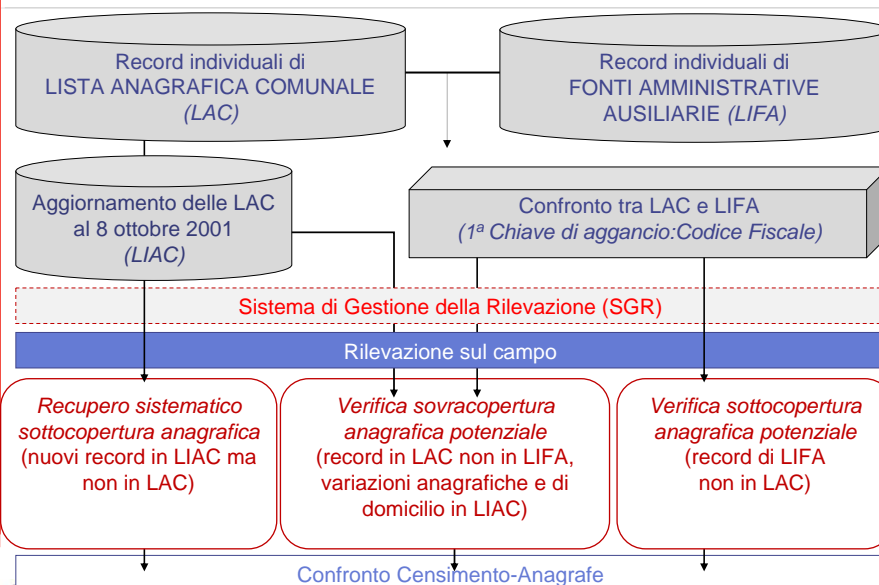 Record individuali di
LISTA ANAGRAFICA COMUNALE
(LAC)
Record individuali di
FONTI AMMINISTRATIVE
AUSILIARIE (LIFA)
Aggiornamento delle LAC
al 8 ottobre 2001
(LIAC)
Confronto tra LAC e LIFA
(1ª Chiave di aggancio:Codice Fiscale)
Sistema di Gestione della Rilevazione (SGR)
Rilevazione sul campo
Recupero sistematico
sottocopertura anagrafica
(nuovi record in LIAC ma
non in LAC)
Verifica sovracopertura
anagrafica potenziale
(record in LAC non in LIFA,
variazioni anagrafiche e di
domicilio in LIAC)
Verifica sottocopertura
anagrafica potenziale
(record di LIFA
non in LAC)
Confronto Censimento-Anagrafe